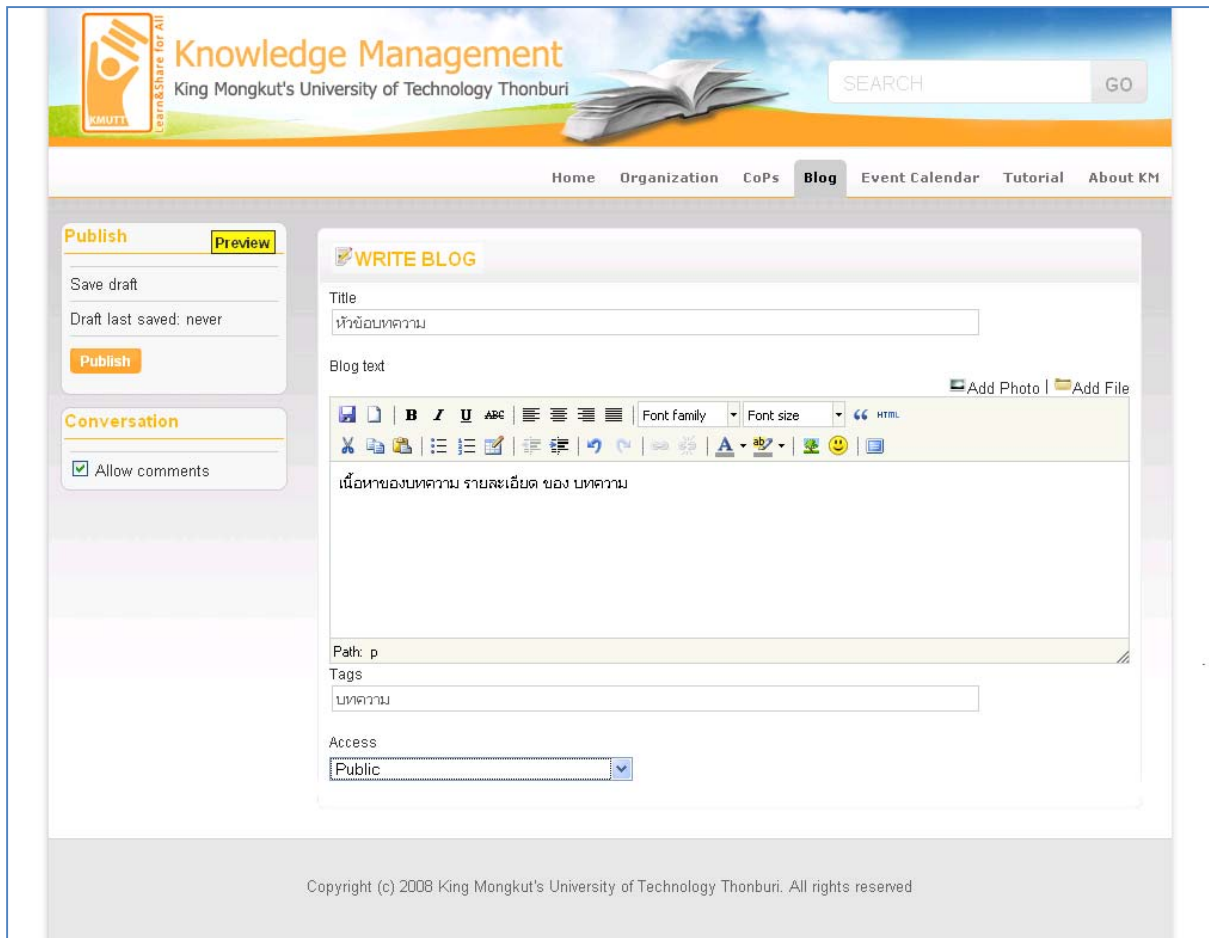 Learn&Share for All
KMUTT
Knowledge Management
King Mongkut's University of Technology Thonburi
SEARCH
GO
Home Organization CoPs Blog Event Calendar Tutorial About KM
Publish
Preview
Save draft
Draft last saved: never
Publish
Conversation
Allow comments
WRITE BLOG
Title
หัวข้อบทความ
Blog text
Add Photo | Add File
B I U ABC Font family Font size HTML
A ab
เนื้อหาของบทความ รายละเอียด ของ บทความ
Path: p
Tags
บทความ
Access
Public
Copyright (c) 2008 King Mongkut's University of Technology Thonburi. All rights reserved